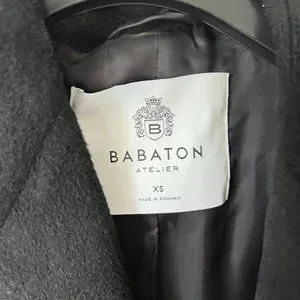 B
BABATON
ATELIER
XS
MADE IN ROMANIA